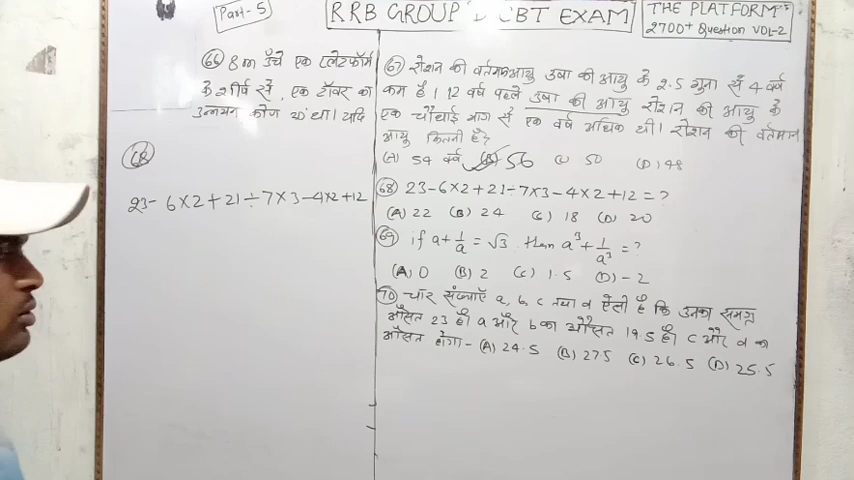 Part-5
RRB GROUP D CBT EXAM
THE PLATFORM'S
2700+ Question VOL-2
(66) 8m ऊँचे एक प्लेटफॉर्म
के शीर्ष से, एक टॉवर का
उन्नयन कोण था। यदि
(68)
23-6×2+21÷7×3-4×2+12
(67) रोशन की वर्तमान आयु उषा की आयु के 2.5 गुना से 4 वर्ष
कम है। 12 वर्ष पहले उषा की आयु रोशन की आयु के
एक चौथाई भाग से एक वर्ष अधिक थी। रोशन की वर्तमान
आयु कितनी है?
(A) 54 वर्ष (B) 56 (C) 50 (D) 48
(68) 23-6×2+21÷7×3-4×2+12=?
(A) 22 (B) 24 (C) 18 (D) 20
(69) if a+1/a=√3 then a³+1/a³=?
(A) 0 (B) 2 (C) 1.5 (D) -2
(70) चार संख्याएँ a, b, c तथा d ऐसी है कि उनका समग्र
औसत 23 है। a और b का औसत 19.5 है। c और d का
औसत होगा- (A) 24.5 (B) 27.5 (C) 26.5 (D) 25.5